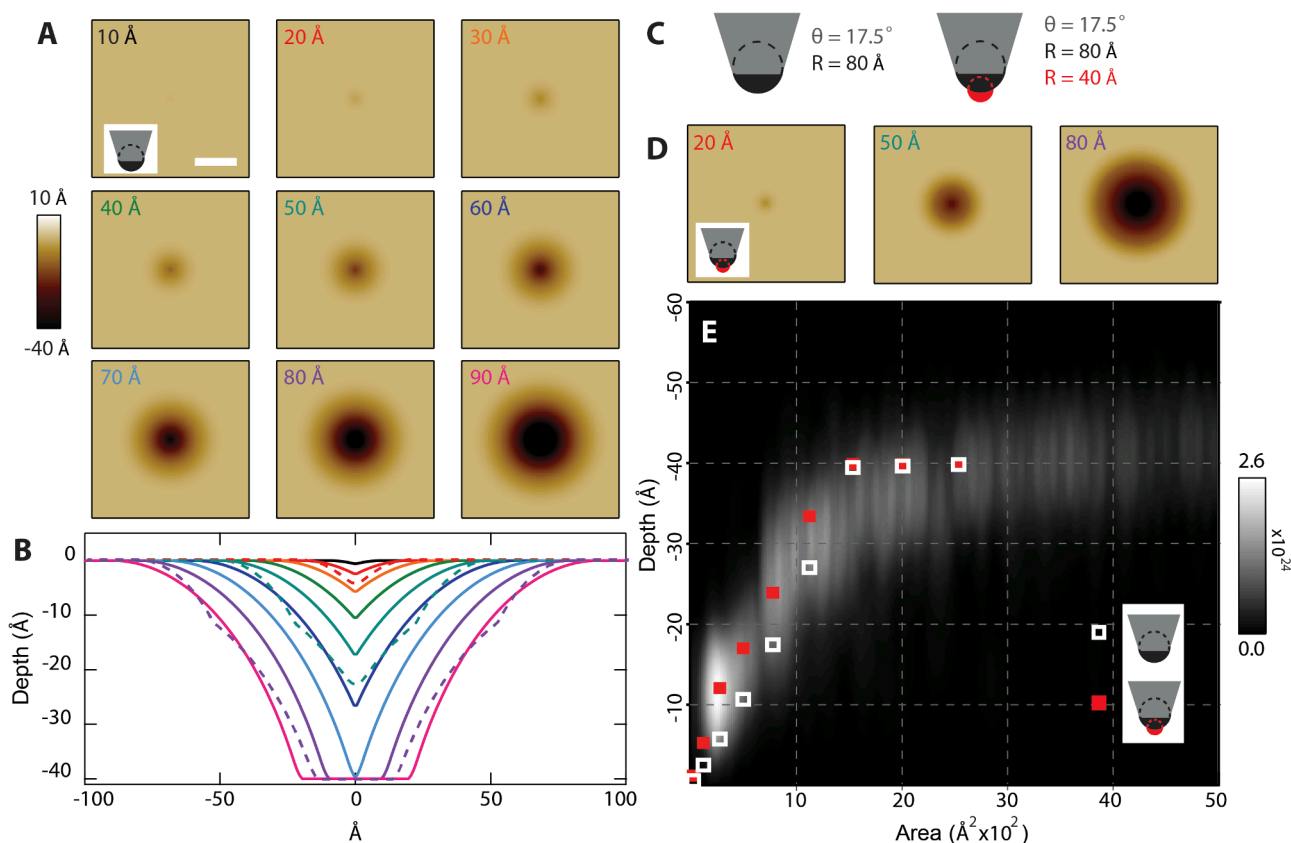 A
10 Å
20 Å
30 Å
40 Å
50 Å
60 Å
70 Å
80 Å
90 Å
10 Å
-40 Å
B
Depth (Å)
0
-10
-20
-30
-40
-100
-50
0
50
100
Å
C
θ = 17.5°
R = 80 Å
θ = 17.5°
R = 80 Å
R = 40 Å
D
20 Å
50 Å
80 Å
E
Depth (Å)
-60
-50
-40
-30
-20
-10
10
20
30
40
50
Area (Å²x10²)
2.6
x10²⁴
0.0